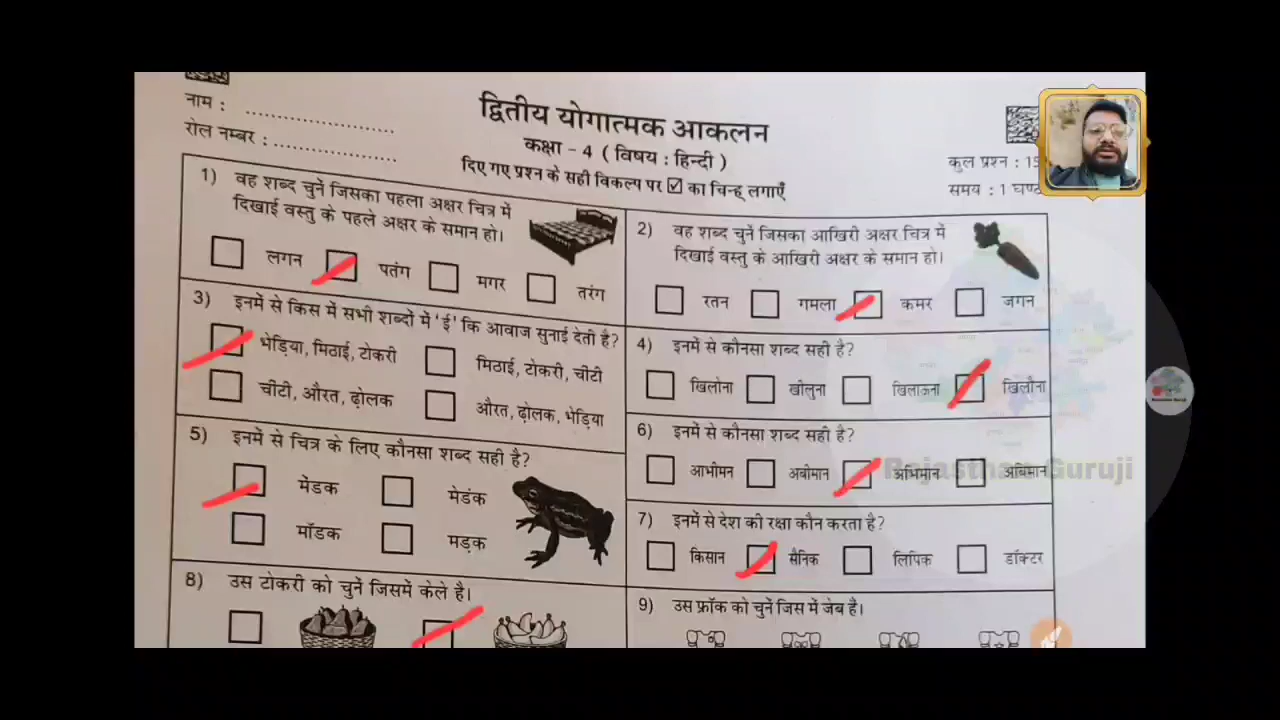 द्वितीय योगात्मक आकलन
नाम : ........................
रोल नम्बर : ....................
कक्षा - 4 ( विषय : हिन्दी )
दिए गए प्रश्न के सही विकल्प पर ☑ का चिन्ह् लगाएँ
कुल प्रश्न : 15
समय : 1
1) वह शब्द चुनें जिसका पहला अक्षर चित्र में
दिखाई वस्तु के पहले अक्षर के समान हो।
लगन पतंग मगर तरंग
2) वह शब्द चुनें जिसका आखिरी अक्षर चित्र में
दिखाई वस्तु के आखिरी अक्षर के समान हो।
रतन गमला कमर जगन
3) इनमें से किस में सभी शब्दों में 'ई' कि आवाज सुनाई देती है?
भेड़िया, मिठाई, टोकरी मिठाई, टोकरी, चीटी
चीटी, औरत, ढ़ोलक औरत, ढ़ोलक, भेड़िया
4) इनमें से कौनसा शब्द सही है?
खिलोना खीलुना खिलाऊना खिलौना
5) इनमें से चित्र के लिए कौनसा शब्द सही है?
मेंडक मेडंक
मॉडक मड़क
6) इनमें से कौनसा शब्द सही है?
आभीमन अबीमान अभिमान अबिमान
7) इनमें से देश की रक्षा कौन करता है?
किसान सैनिक लिपिक डॉक्टर
8) उस टोकरी को चुनें जिसमें केले है।
9) उस फ्रॉक को चुनें जिस में जेब है।
Rajasthan Guruji